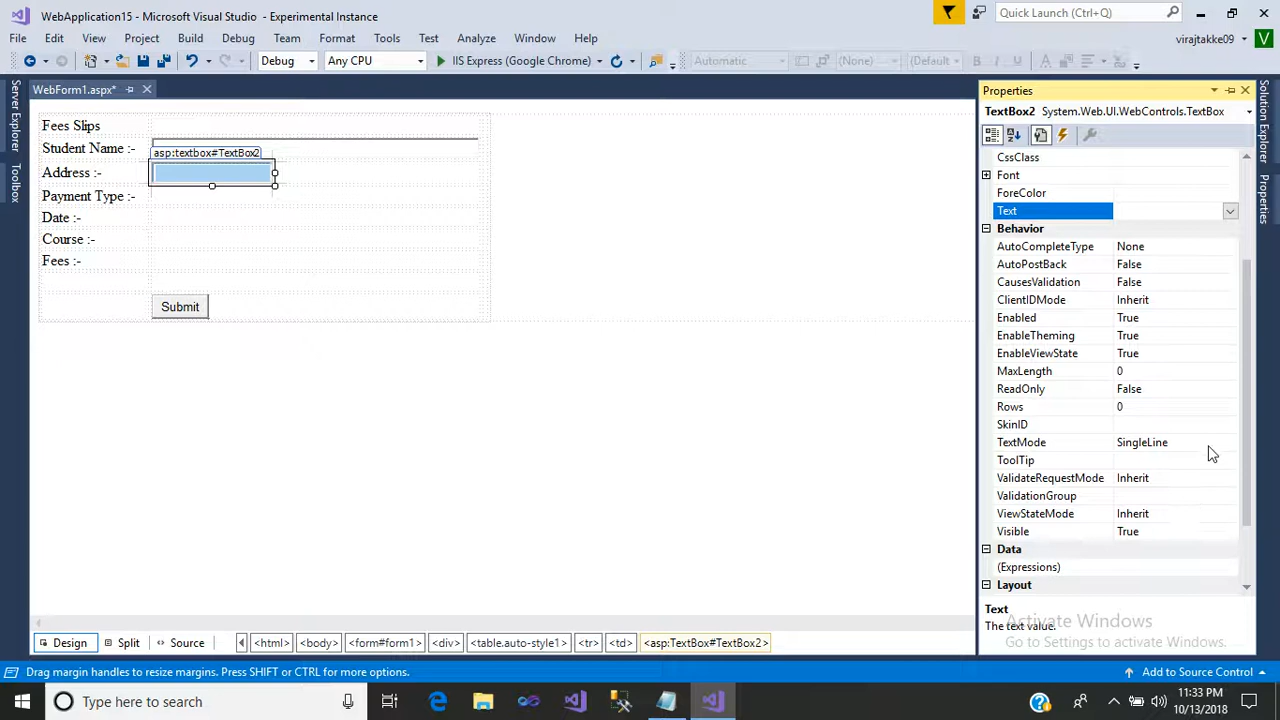 WebApplication15 - Microsoft Visual Studio - Experimental Instance
Quick Launch (Ctrl+Q)
File Edit View Project Build Debug Team Format Tools Test Analyze Window Help
virajtakke09
V
Debug Any CPU IIS Express (Google Chrome) Automatic (None) (Default B I U A
WebForm1.aspx*
Server Explorer
Toolbox
Fees Slips
Student Name :-
asp:textbox#TextBox2
Address :-
Payment Type :-
Date :-
Course :-
Fees :-
Submit
Properties
TextBox2 System.Web.UI.WebControls.TextBox
CssClass
Font
ForeColor
Text
Behavior
AutoCompleteType None
AutoPostBack False
CausesValidation False
ClientIDMode Inherit
Enabled True
EnableTheming True
EnableViewState True
MaxLength 0
ReadOnly False
Rows 0
SkinID
TextMode SingleLine
ToolTip
ValidateRequestMode Inherit
ValidationGroup
ViewStateMode Inherit
Visible True
Data
(Expressions)
Layout
Text
The text value.
Activate Windows
Go to Settings to activate Windows.
Solution Explorer
Properties
Design Split Source <html> <body> <form#form1> <div> <table.auto-style1> <tr> <td> <asp:TextBox#TextBox2>
Drag margin handles to resize margins. Press SHIFT or CTRL for more options.
Add to Source Control
Type here to search
11:33 PM
10/13/2018